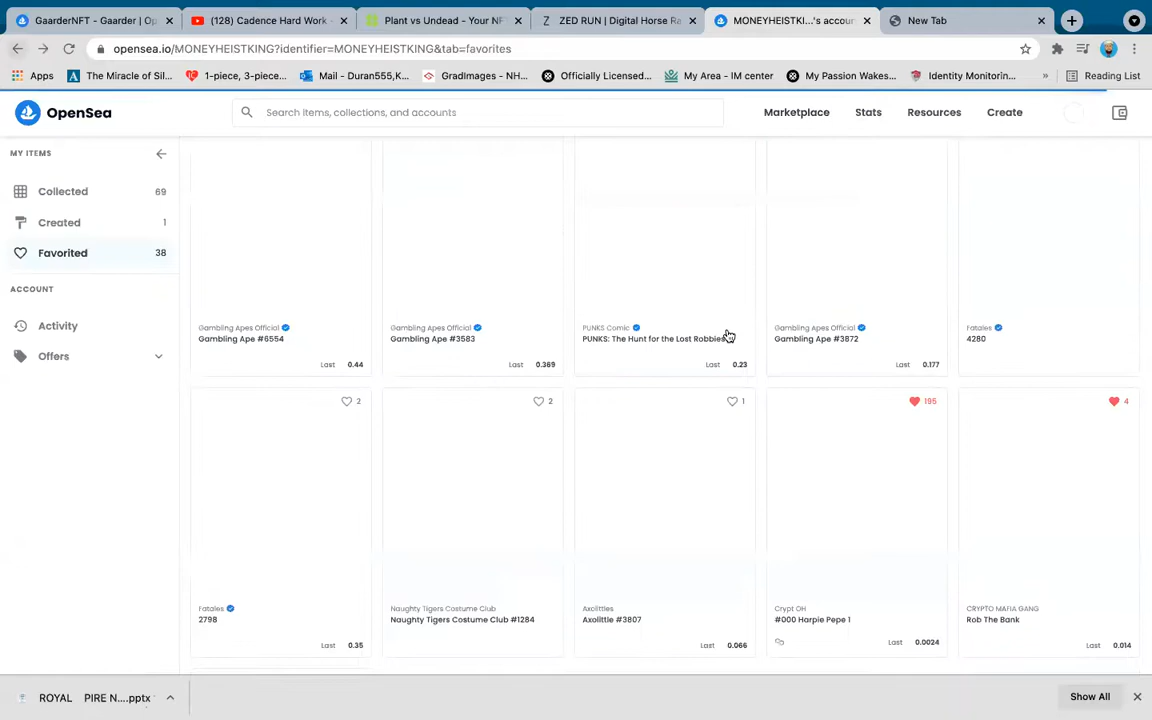 GaarderNFT - Gaarder | Op
(128) Cadence Hard Work -
Plant vs Undead - Your NF
ZED RUN | Digital Horse Ra
MONEYHEISTKI...'s accou
New Tab
opensea.io/MONEYHEISTKING?identifier=MONEYHEISTKING&tab=favorites
Apps
The Miracle of Sil...
1-piece, 3-piece...
Mail - Duran555,K...
GradImages - NH...
Officially Licensed...
My Area - IM center
My Passion Wakes...
Identity Monitorin...
»
Reading List
OpenSea
Search items, collections, and accounts
Marketplace
Stats
Resources
Create
MY ITEMS
Collected 69
Created 1
Favorited 38
ACCOUNT
Activity
Offers
Gambling Apes Official
Gambling Ape #6554
Last 0.44
Gambling Apes Official
Gambling Ape #3583
Last 0.369
PUNKS Comic
PUNKS: The Hunt for the Lost Robbies
Last 0.23
Gambling Apes Official
Gambling Ape #3872
Last 0.177
Fatales
4280
2
Fatales
2798
Last 0.35
2
Naughty Tigers Costume Club
Naughty Tigers Costume Club #1284
1
Axolittles
Axolittle #3807
Last 0.066
195
Crypt OH
#000 Harpie Pepe 1
Last 0.0024
4
CRYPTO MAFIA GANG
Rob The Bank
Last 0.014
ROYAL PIRE N....pptx
Show All